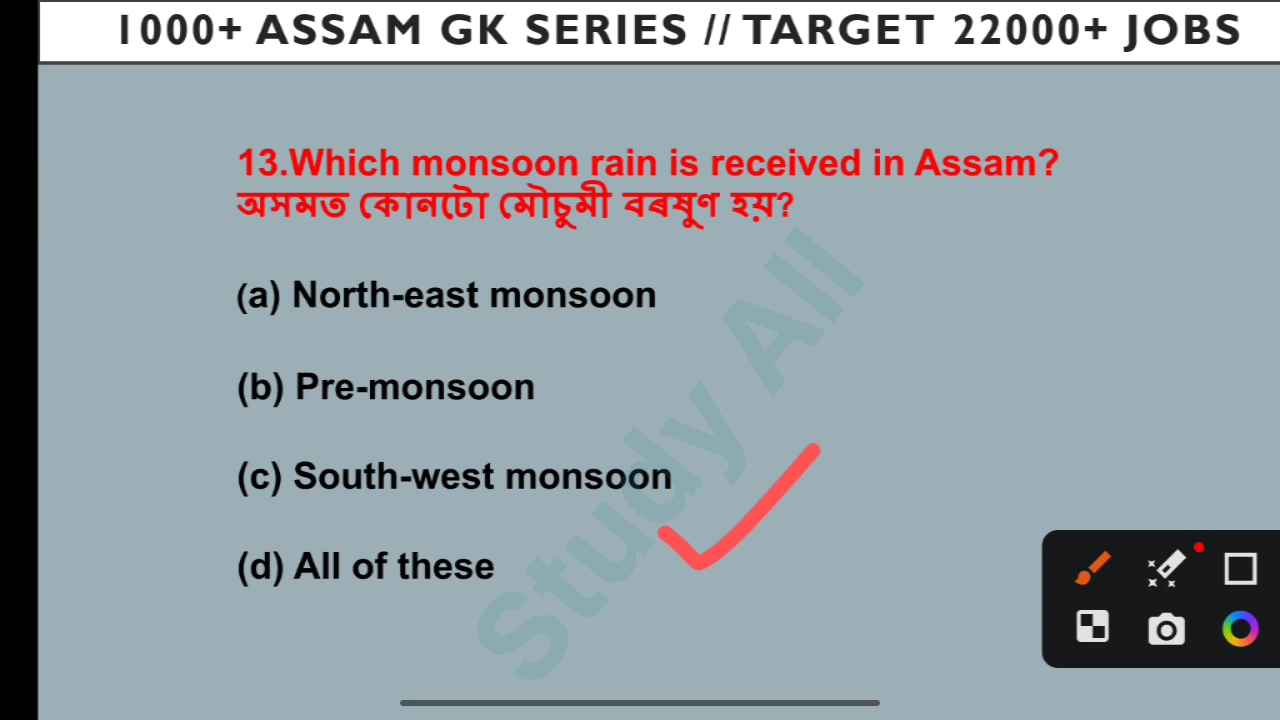 1000+ ASSAM GK SERIES // TARGET 22000+ JOBS
13.Which monsoon rain is received in Assam?
অসমত কোনটো মৌচুমী বৰষুণ হয়?
(a) North-east monsoon
(b) Pre-monsoon
(c) South-west monsoon
(d) All of these
Study All